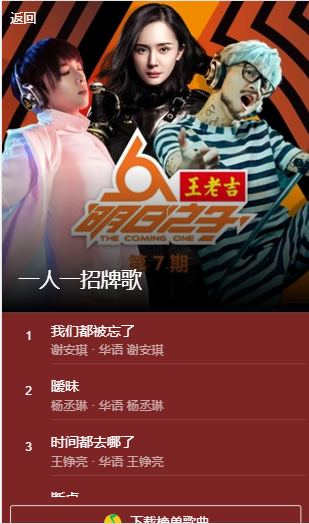 返回
王老吉
明日之子
THE COMING ONE
第7期
一人一招牌歌
1
我们都被忘了
谢安琪 - 华语 谢安琪
2
暧昧
杨丞琳 - 华语 杨丞琳
3
时间都去哪了
王铮亮 - 华语 王铮亮
断点
下载榜单歌曲